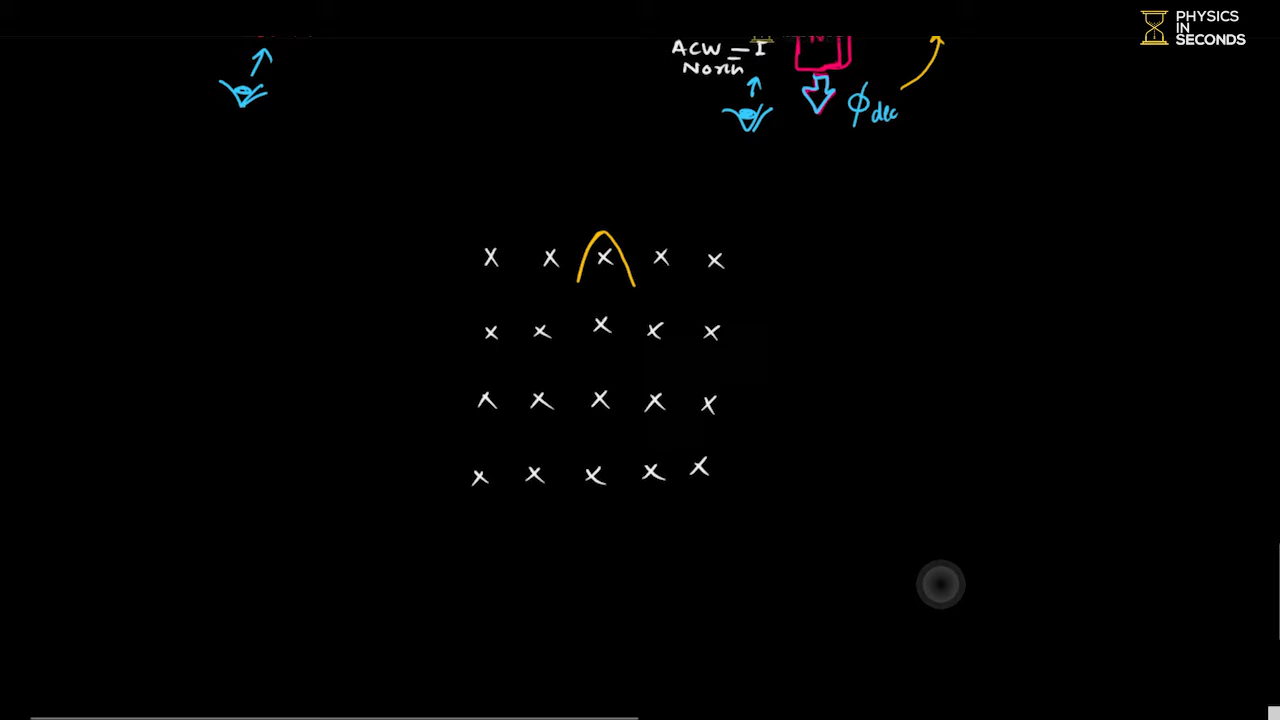 PHYSICS
IN
SECONDS
ACW – I
North
ϕdec
X X X X X
X X X X X
X X X X X
X X X X X